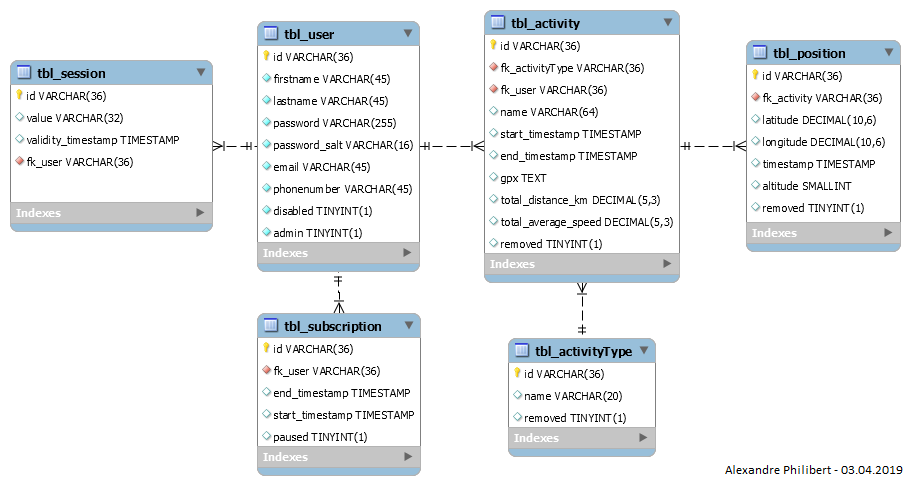 tbl_session
id VARCHAR(36)
value VARCHAR(32)
validity_timestamp TIMESTAMP
fk_user VARCHAR(36)
Indexes
tbl_user
id VARCHAR(36)
firstname VARCHAR(45)
lastname VARCHAR(45)
password VARCHAR(255)
password_salt VARCHAR(16)
email VARCHAR(45)
phonenumber VARCHAR(45)
disabled TINYINT(1)
admin TINYINT(1)
Indexes
tbl_activity
id VARCHAR(36)
fk_activityType VARCHAR(36)
fk_user VARCHAR(36)
name VARCHAR(64)
start_timestamp TIMESTAMP
end_timestamp TIMESTAMP
gpx TEXT
total_distance_km DECIMAL(5,3)
total_average_speed DECIMAL(5,3)
removed TINYINT(1)
Indexes
tbl_position
id VARCHAR(36)
fk_activity VARCHAR(36)
latitude DECIMAL(10,6)
longitude DECIMAL(10,6)
timestamp TIMESTAMP
altitude SMALLINT
removed TINYINT(1)
Indexes
tbl_subscription
id VARCHAR(36)
fk_user VARCHAR(36)
end_timestamp TIMESTAMP
start_timestamp TIMESTAMP
paused TINYINT(1)
Indexes
tbl_activityType
id VARCHAR(36)
name VARCHAR(20)
removed TINYINT(1)
Indexes
Alexandre Philibert - 03.04.2019